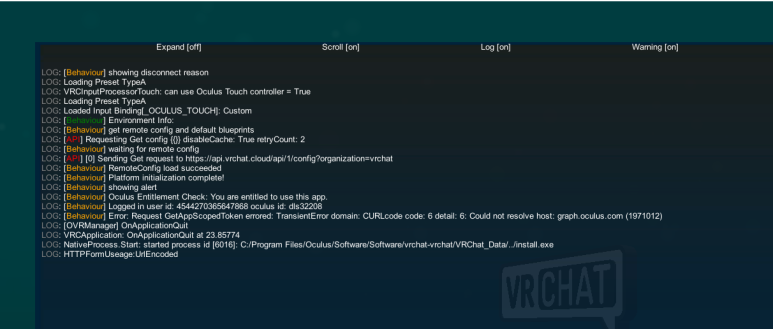 Expand [off] Scroll [on] Log [on] Warning [on]
LOG: [Behaviour] showing disconnect reason
LOG: Loading Preset TypeA
LOG: VRCInputProcessorTouch: can use Oculus Touch controller = True
LOG: Loading Preset TypeA
LOG: Loaded Input Binding[_OCULUS_TOUCH]: Custom
LOG: [Behaviour] Environment Info:
LOG: [Behaviour] get remote config and default blueprints
LOG: [API] Requesting Get config {{}} disableCache: True retryCount: 2
LOG: [Behaviour] waiting for remote config
LOG: [API] [0] Sending Get request to https://api.vrchat.cloud/api/1/config?organization=vrchat
LOG: [Behaviour] RemoteConfig load succeeded
LOG: [Behaviour] Platform initialization complete!
LOG: [Behaviour] showing alert
LOG: [Behaviour] Oculus Entitlement Check: You are entitled to use this app.
LOG: [Behaviour] Logged in user id: 4544270365647868 oculus id: dls32208
LOG: [Behaviour] Error: Request GetAppScopedToken errored: TransientError domain: CURLcode code: 6 detail: 6: Could not resolve host: graph.oculus.com (1971012)
LOG: [OVRManager] OnApplicationQuit
LOG: VRCApplication: OnApplicationQuit at 23.85774
LOG: NativeProcess.Start: started process id [6016]: C:/Program Files/Oculus/Software/Software/vrchat-vrchat/VRChat_Data/../install.exe
LOG: HTTPFormUseage:UrlEncoded
VRCHAT